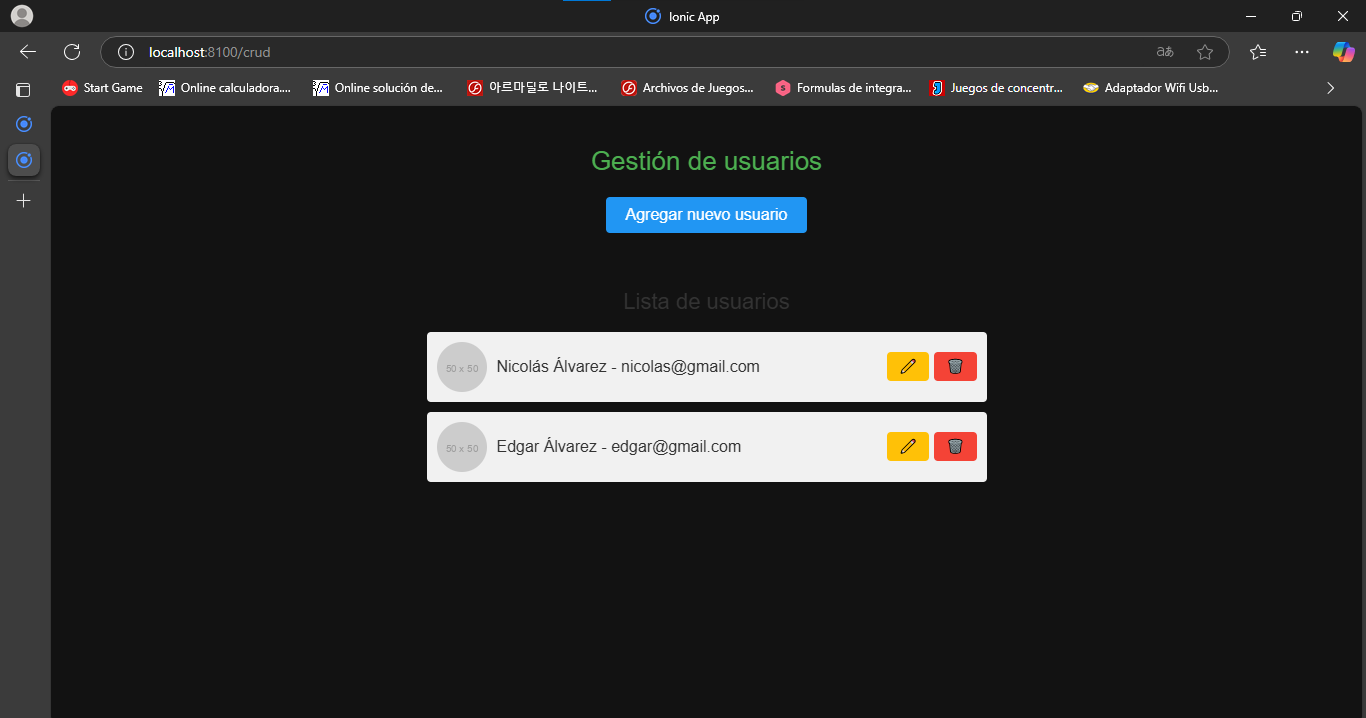 Ionic App
localhost:8100/crud
aあ
Start Game
Online calculadora....
Online solución de...
아르마딜로 나이트...
Archivos de Juegos...
Formulas de integra...
Juegos de concentr...
Adaptador Wifi Usb...
Gestión de usuarios
Agregar nuevo usuario
Lista de usuarios
50 x 50
Nicolás Álvarez - nicolas@gmail.com
50 x 50
Edgar Álvarez - edgar@gmail.com